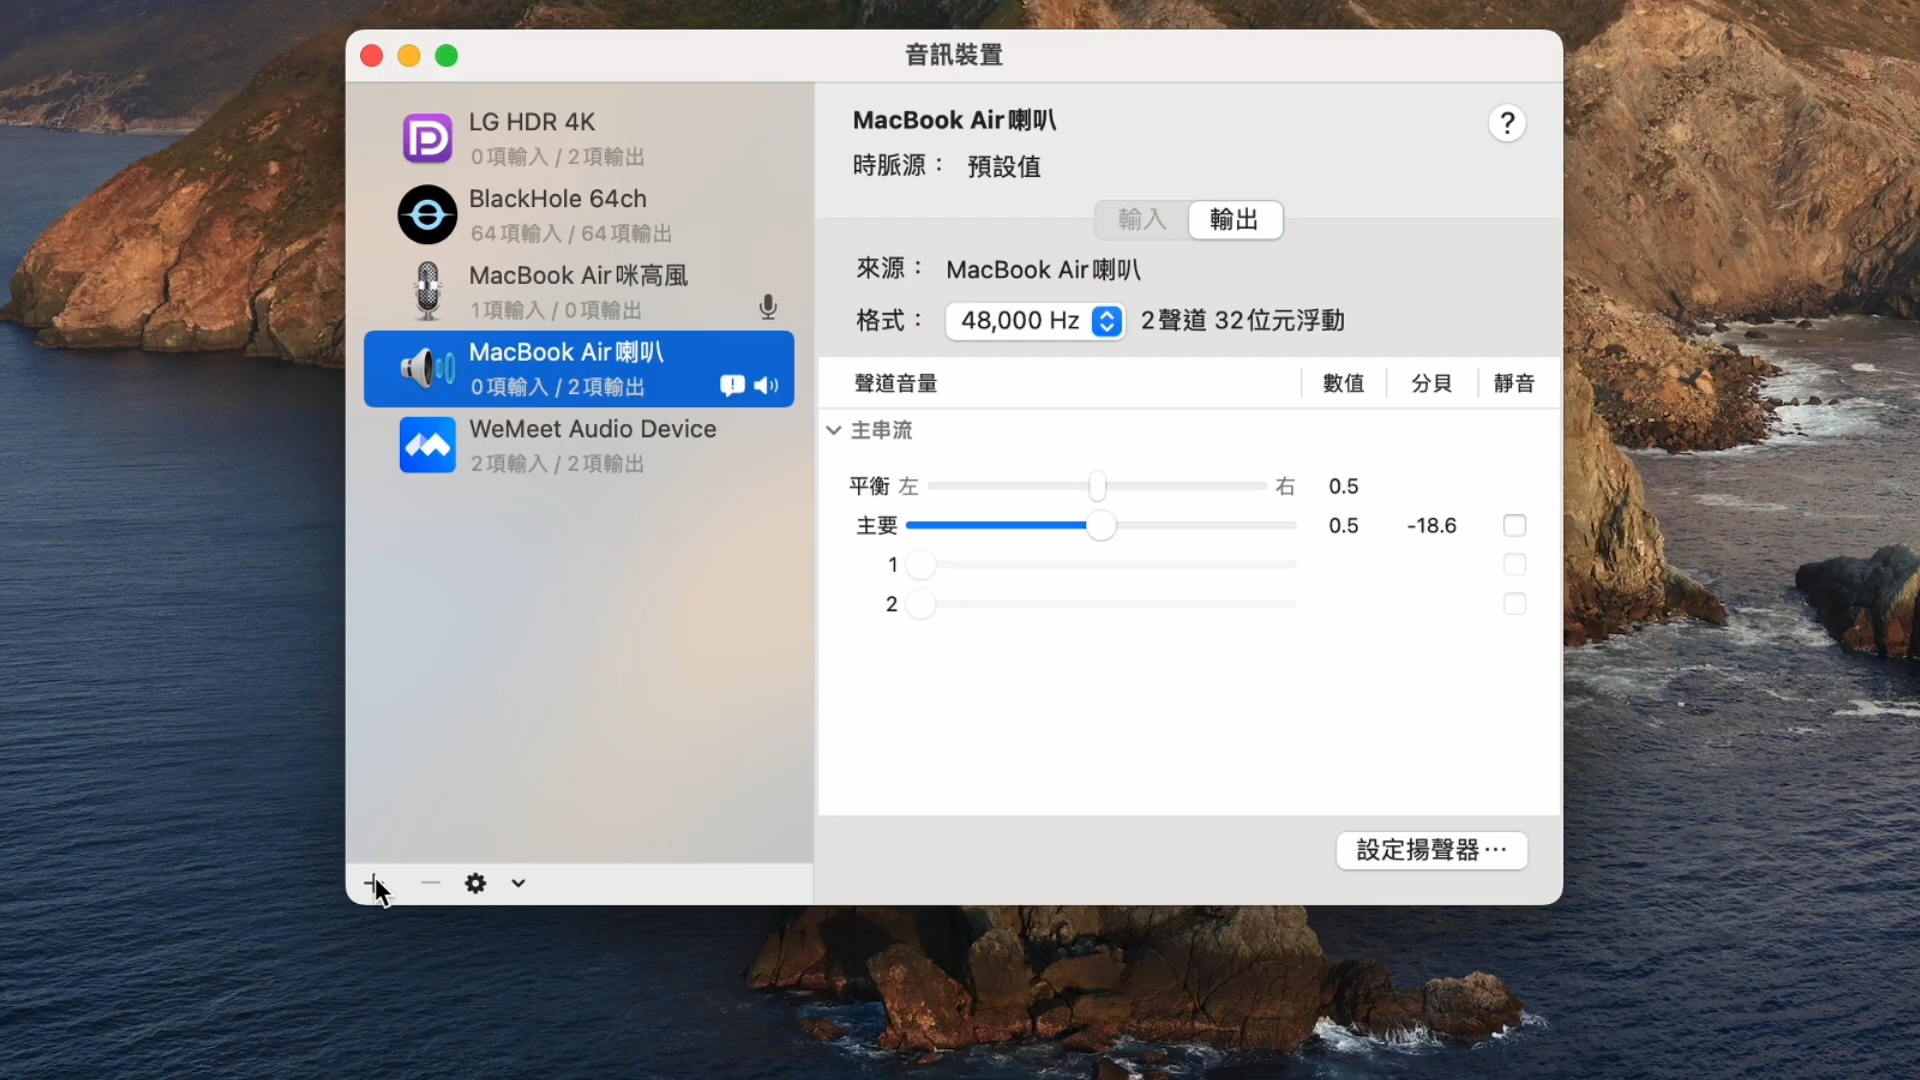 音訊裝置
LG HDR 4K
0項輸入 / 2項輸出
BlackHole 64ch
64項輸入 / 64項輸出
MacBook Air咪高風
1項輸入 / 0項輸出
MacBook Air喇叭
0項輸入 / 2項輸出
WeMeet Audio Device
2項輸入 / 2項輸出
MacBook Air喇叭
?
時脈源： 預設值
輸入 輸出
來源： MacBook Air喇叭
格式： 48,000 Hz 2聲道 32位元浮動
聲道音量 數值 分貝 靜音
主串流
平衡 左 右 0.5
主要 0.5 -18.6
1
2
設定揚聲器…